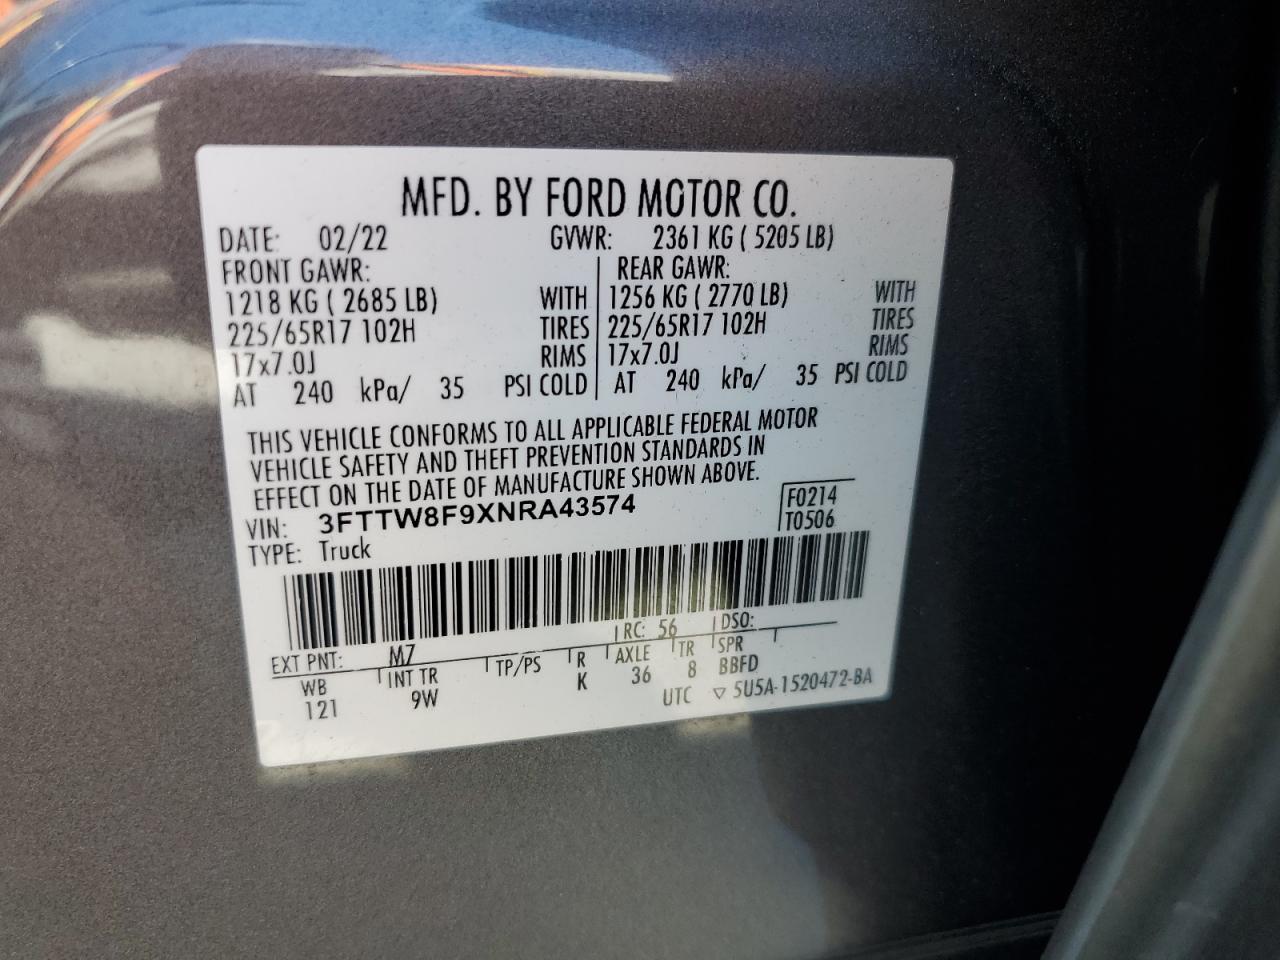 MFD. BY FORD MOTOR CO.
DATE: 02/22 GVWR: 2361 KG ( 5205 LB)
FRONT GAWR: REAR GAWR:
1218 KG ( 2685 LB) WITH 1256 KG ( 2770 LB) WITH
225/65R17 102H TIRES 225/65R17 102H TIRES
17x7.0J RIMS 17x7.0J RIMS
AT 240 kPa/ 35 PSI COLD AT 240 kPa/ 35 PSI COLD
THIS VEHICLE CONFORMS TO ALL APPLICABLE FEDERAL MOTOR
VEHICLE SAFETY AND THEFT PREVENTION STANDARDS IN
EFFECT ON THE DATE OF MANUFACTURE SHOWN ABOVE.
VIN: 3FTTW8F9XNRA43574 F0214
TYPE: Truck T0506
EXT PNT: M7 RC: 56 DSO:
WB INT TR TP/PS R AXLE TR SPR
121 9W K 36 8 BBFD
UTC ▽ 5U5A-1520472-BA